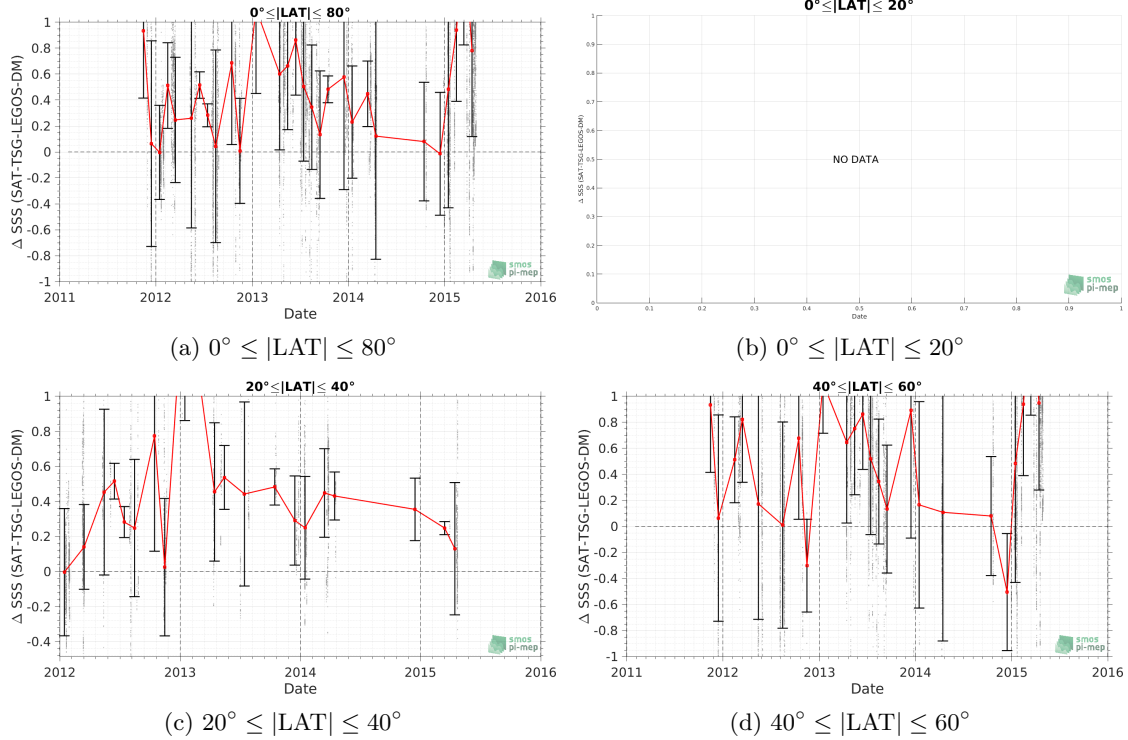 0°≤|LAT|≤ 80°
1
0.8
0.6
0.4
0.2
0
-0.2
-0.4
-0.6
-0.8
-1
Δ SSS (SAT-TSG-LEGOS-DM)
2011 2012 2013 2014 2015 2016
Date
smos
pi-mep
(a) 0° ≤ |LAT| ≤ 80°
0°≤|LAT|≤ 20°
1
0.9
0.8
0.7
0.6
0.5
0.4
0.3
0.2
0.1
0
Δ SSS (SAT-TSG-LEGOS-DM)
NO DATA
0 0.1 0.2 0.3 0.4 0.5 0.6 0.7 0.8 0.9 1
Date
smos
pi-mep
(b) 0° ≤ |LAT| ≤ 20°
20°≤|LAT|≤ 40°
1
0.8
0.6
0.4
0.2
0
-0.2
-0.4
Δ SSS (SAT-TSG-LEGOS-DM)
2012 2013 2014 2015 2016
Date
smos
pi-mep
(c) 20° ≤ |LAT| ≤ 40°
40°≤|LAT|≤ 60°
1
0.8
0.6
0.4
0.2
0
-0.2
-0.4
-0.6
-0.8
-1
Δ SSS (SAT-TSG-LEGOS-DM)
2011 2012 2013 2014 2015 2016
Date
smos
pi-mep
(d) 40° ≤ |LAT| ≤ 60°